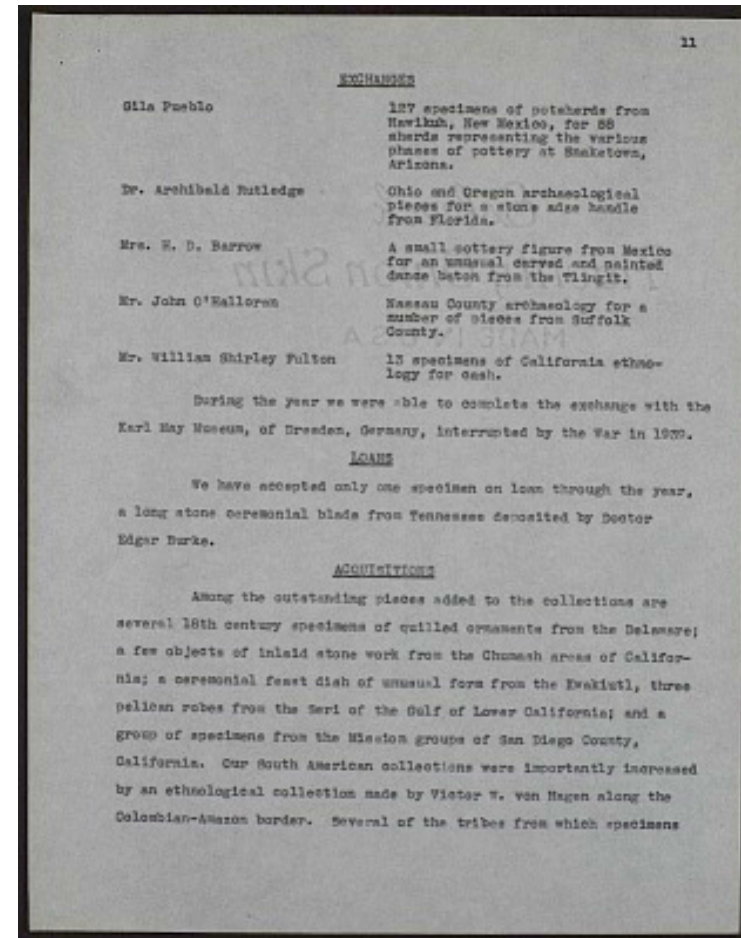 11
EXCHANGES
Gila Pueblo
127 specimens of potsherds from
Hawikuh, New Mexico, for 88
sherds representing the various
phases of pottery at Snaketown,
Arizona.
Dr. Archibald Rutledge
Ohio and Oregon archaeological
pieces for a stone adze handle
from Florida.
Mrs. H. D. Barrow
A small pottery figure from Mexico
for an unusual carved and painted
dance baton from the Tlingit.
Mr. John O'Halloran
Nassau County archaeology for a
number of pieces from Suffolk
County.
Mr. William Shirley Fulton
13 specimens of California ethno-
logy for cash.
During the year we were able to complete the exchange with the
Karl May Museum, of Dresden, Germany, interrupted by the War in 1939.
LOANS
We have accepted only one specimen on loan through the year,
a long stone ceremonial blade from Tennessee deposited by Doctor
Edgar Burke.
ACQUISITIONS
Among the outstanding pieces added to the collections are
several 18th century specimens of quilled ornaments from the Delaware;
a few objects of inlaid stone work from the Chumash areas of Califor-
nia; a ceremonial feast dish of unusual form from the Kwakiutl, three
pelican robes from the Seri of the Gulf of Lower California; and a
group of specimens from the Mission groups of San Diego County,
California. Our South American collections were importantly increased
by an ethnological collection made by Victor W. von Hagen along the
Colombian-Amazon border. Several of the tribes from which specimens